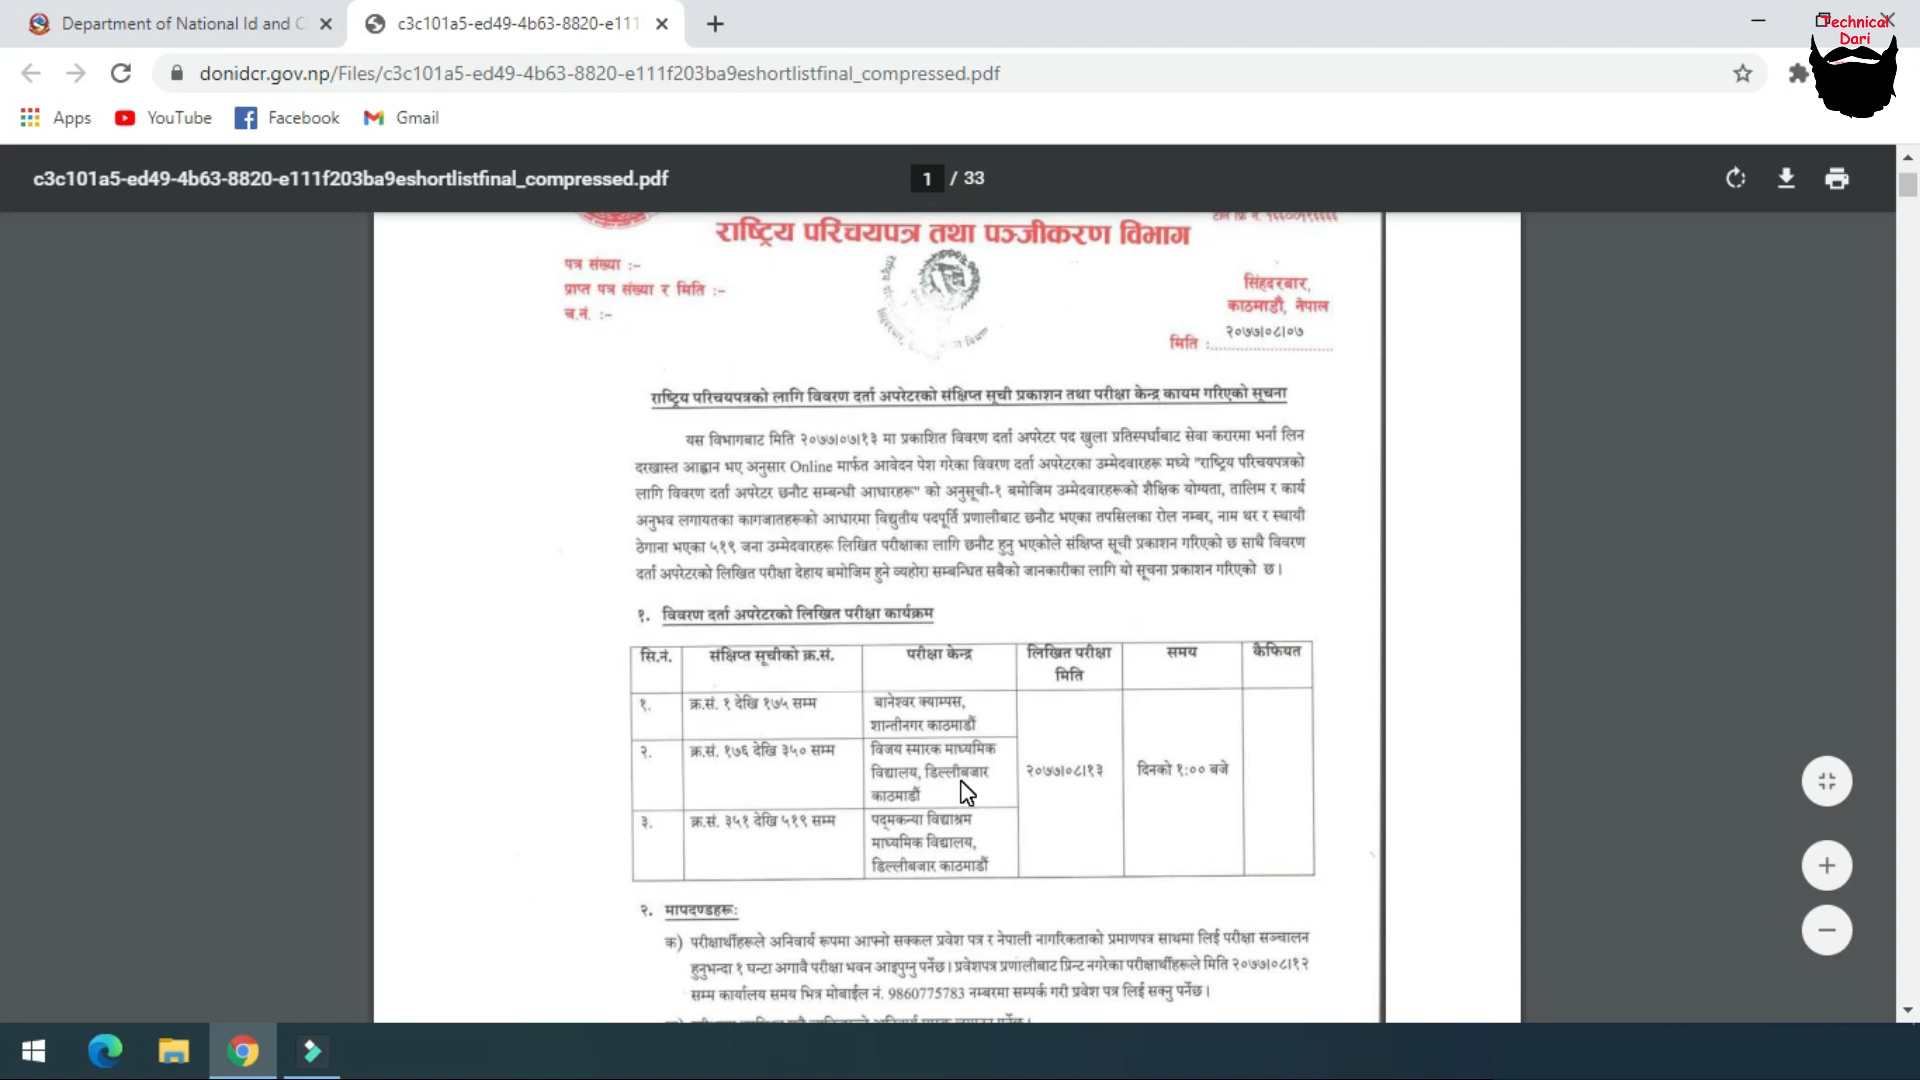 Department of National Id and C
c3c101a5-ed49-4b63-8820-e111
Technical
Dari
donidcr.gov.np/Files/c3c101a5-ed49-4b63-8820-e111f203ba9eshortlistfinal_compressed.pdf
Apps YouTube Facebook Gmail
c3c101a5-ed49-4b63-8820-e111f203ba9eshortlistfinal_compressed.pdf
1 / 33
राष्ट्रिय परिचयपत्र तथा पञ्जीकरण विभाग
पत्र संख्या :-
प्राप्त पत्र संख्या र मिति :-
च.नं. :-
सिंहदरबार,
काठमाडौं, नेपाल
२०७७।०८।०७
मिति :
राष्ट्रिय परिचयपत्रको लागि विवरण दर्ता अपरेटरको संक्षिप्त सूची प्रकाशन तथा परीक्षा केन्द्र कायम गरिएको सूचना
यस विभागबाट मिति २०७७।०७।१३ मा प्रकाशित विवरण दर्ता अपरेटर पद खुला प्रतिस्पर्धाबाट सेवा करारमा भर्ना लिन
दरखास्त आह्वान भए अनुसार Online मार्फत आवेदन पेश गरेका विवरण दर्ता अपरेटरका उम्मेदवारहरू मध्ये "राष्ट्रिय परिचयपत्रको
लागि विवरण दर्ता अपरेटर छनौट सम्बन्धी आधारहरू" को अनुसूची-१ बमोजिम उम्मेदवारहरूको शैक्षिक योग्यता, तालिम र कार्य
अनुभव लगायतका कागजातहरूको आधारमा विद्युतीय पदपूर्ति प्रणालीबाट छनौट भएका तपसिलका रोल नम्बर, नाम थर र स्थायी
ठेगाना भएका ५१९ जना उम्मेदवारहरू लिखित परीक्षाका लागि छनौट हुनु भएकोले संक्षिप्त सूची प्रकाशन गरिएको छ साथै विवरण
दर्ता अपरेटरको लिखित परीक्षा देहाय बमोजिम हुने व्यहोरा सम्बन्धित सबैको जानकारीका लागि यो सूचना प्रकाशन गरिएको छ।
१. विवरण दर्ता अपरेटरको लिखित परीक्षा कार्यक्रम
सि.नं. संक्षिप्त सूचीको क्र.सं. परीक्षा केन्द्र लिखित परीक्षा समय कैफियत
मिति
१. क्र.सं. १ देखि १७५ सम्म बानेश्वर क्याम्पस,
शान्तीनगर काठमाडौं
२. क्र.सं. १७६ देखि ३५० सम्म विजय स्मारक माध्यमिक
विद्यालय, डिल्लीबजार २०७७।०८।१३ दिनको १:०० बजे
काठमाडौं
३. क्र.सं. ३५१ देखि ५१९ सम्म पद्मकन्या विद्याश्रम
माध्यमिक विद्यालय,
डिल्लीबजार काठमाडौं
२. मापदण्डहरू:
क) परीक्षार्थीहरूले अनिवार्य रूपमा आफ्नो सक्कल प्रवेश पत्र र नेपाली नागरिकताको प्रमाणपत्र साथमा लिई परीक्षा सञ्चालन
हुनुभन्दा १ घन्टा अगावै परीक्षा भवन आइपुग्नु पर्नेछ। प्रवेशपत्र प्रणालीबाट प्रिन्ट नगरेका परीक्षार्थीहरूले मिति २०७७।०८।१२
सम्म कार्यालय समय भित्र मोबाईल नं. 9860775783 नम्बरमा सम्पर्क गरी प्रवेश पत्र लिई सक्नु पर्नेछ।